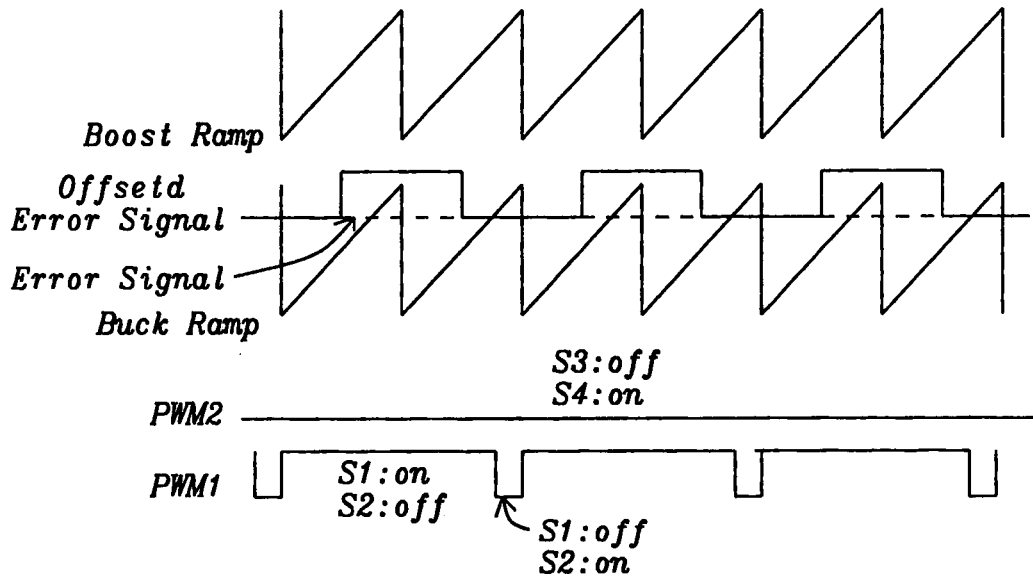 Boost Ramp
Offsetd
Error Signal
Error Signal
Buck Ramp
S3:off
S4:on
PWM2
PWM1
S1:on
S2:off
S1:off
S2:on